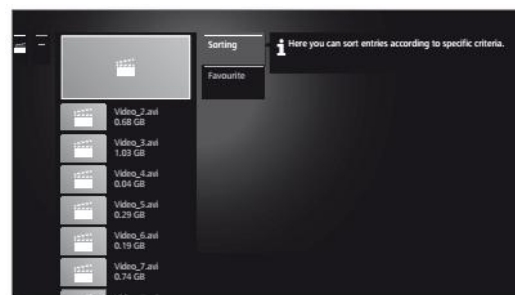 Sorting
Here you can sort entries according to specific criteria.
Favourite
Video_2.avi
0.68 GB
Video_3.avi
1.03 GB
Video_4.avi
0.04 GB
Video_5.avi
0.29 GB
Video_6.avi
0.19 GB
Video_7.avi
0.74 GB